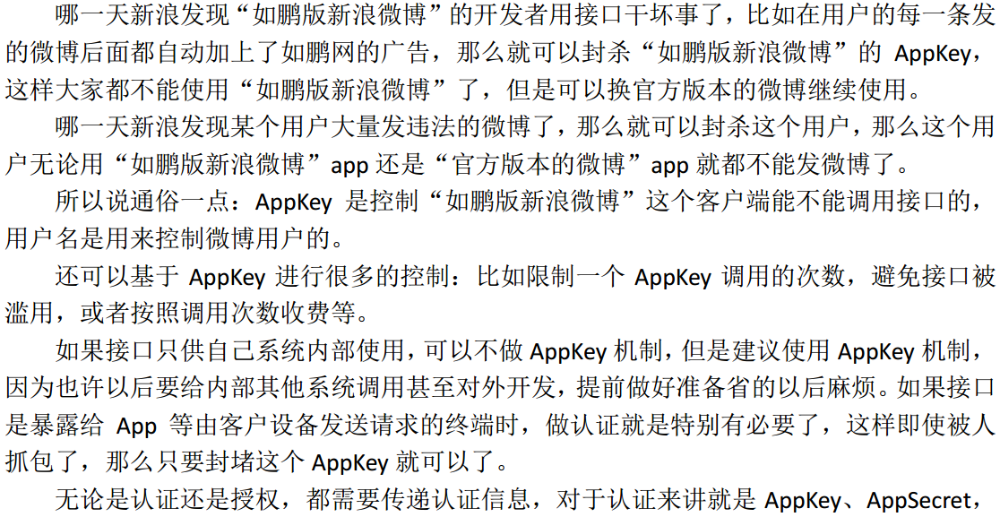 哪一天新浪发现“如鹏版新浪微博”的开发者用接口干坏事了，比如在用户的每一条发
的微博后面都自动加上了如鹏网的广告，那么就可以封杀“如鹏版新浪微博”的 AppKey，
这样大家都不能使用“如鹏版新浪微博”了，但是可以换官方版本的微博继续使用。
哪一天新浪发现某个用户大量发违法的微博了，那么就可以封杀这个用户，那么这个用
户无论用“如鹏版新浪微博”app 还是“官方版本的微博”app 就都不能发微博了。
所以说通俗一点：AppKey 是控制“如鹏版新浪微博”这个客户端能不能调用接口的，
用户名是用来控制微博用户的。
还可以基于 AppKey 进行很多的控制：比如限制一个 AppKey 调用的次数，避免接口被
滥用，或者按照调用次数收费等。
如果接口只供自己系统内部使用，可以不做 AppKey 机制，但是建议使用 AppKey 机制，
因为也许以后要给内部其他系统调用甚至对外开发，提前做好准备省的以后麻烦。如果接口
是暴露给 App 等由客户设备发送请求的终端时，做认证就是特别有必要了，这样即使被人
抓包了，那么只要封堵这个 AppKey 就可以了。
无论是认证还是授权，都需要传递认证信息，对于认证来讲就是 AppKey、AppSecret，